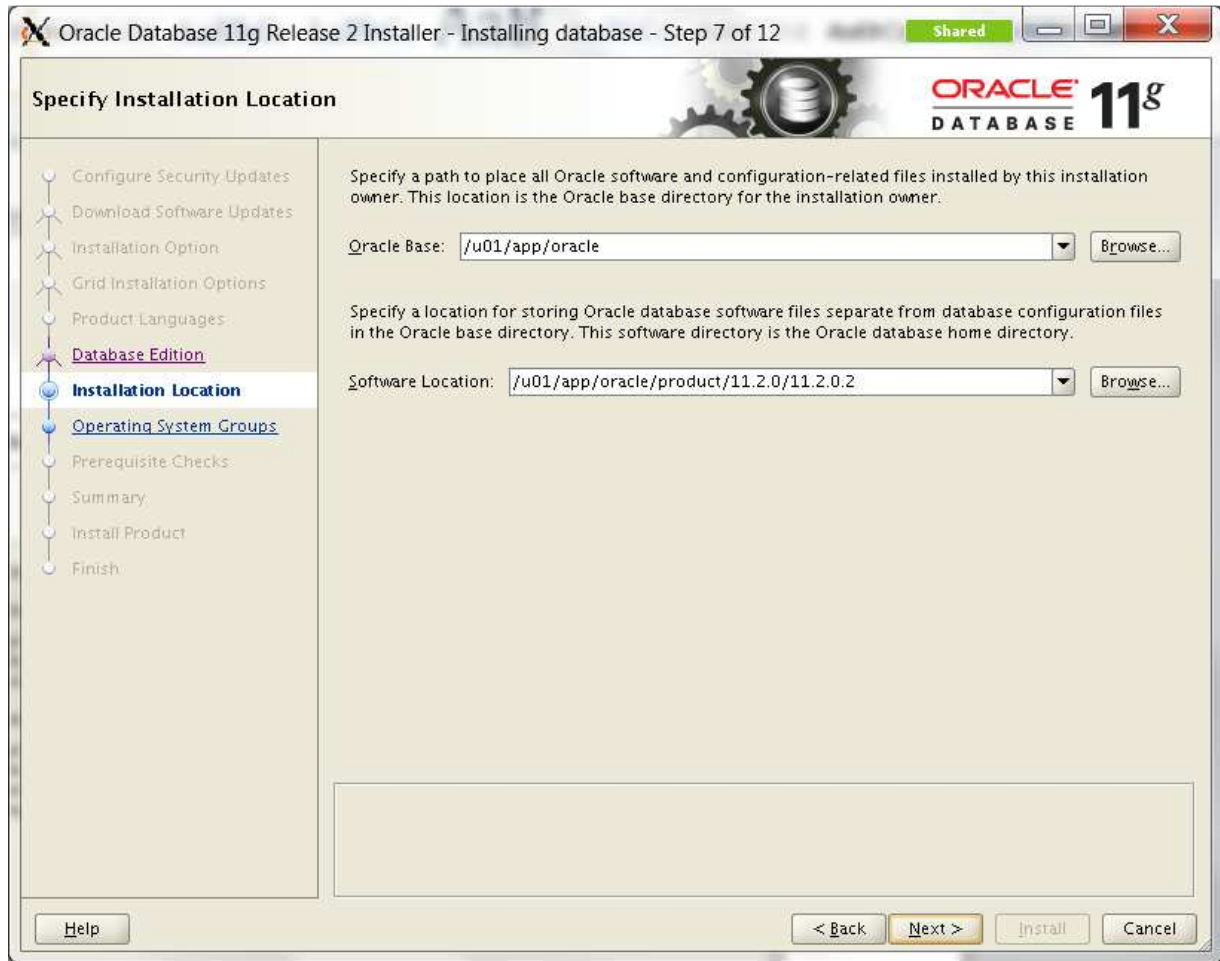 Oracle Database 11g Release 2 Installer - Installing database - Step 7 of 12
Shared
Specify Installation Location
ORACLE
DATABASE
11g
Configure Security Updates
Download Software Updates
Installation Option
Grid Installation Options
Product Languages
Database Edition
Installation Location
Operating System Groups
Prerequisite Checks
Summary
Install Product
Finish
Specify a path to place all Oracle software and configuration-related files installed by this installation
owner. This location is the Oracle base directory for the installation owner.
Oracle Base: /u01/app/oracle Browse...
Specify a location for storing Oracle database software files separate from database configuration files
in the Oracle base directory. This software directory is the Oracle database home directory.
Software Location: /u01/app/oracle/product/11.2.0/11.2.0.2 Browse...
Help < Back Next > Install Cancel